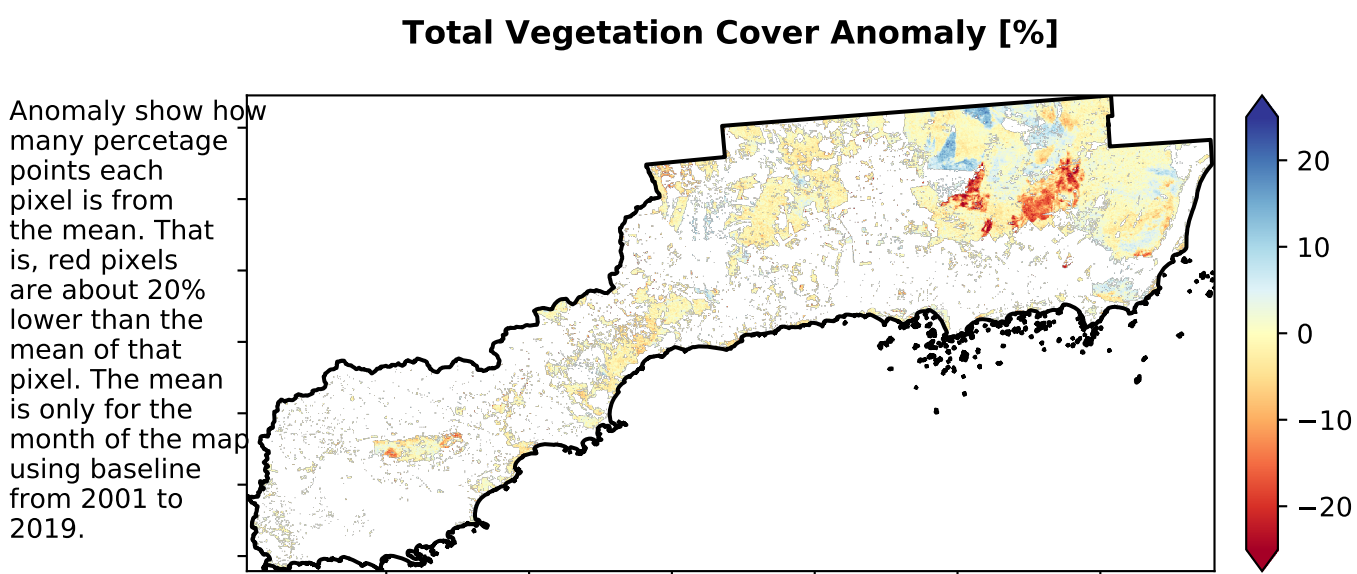 Total Vegetation Cover Anomaly [%]
Anomaly show how
many percetage
points each
pixel is from
the mean. That
is, red pixels
are about 20%
lower than the
mean of that
pixel. The mean
is only for the
month of the map
using baseline
from 2001 to
2019.
20
10
0
−10
−20